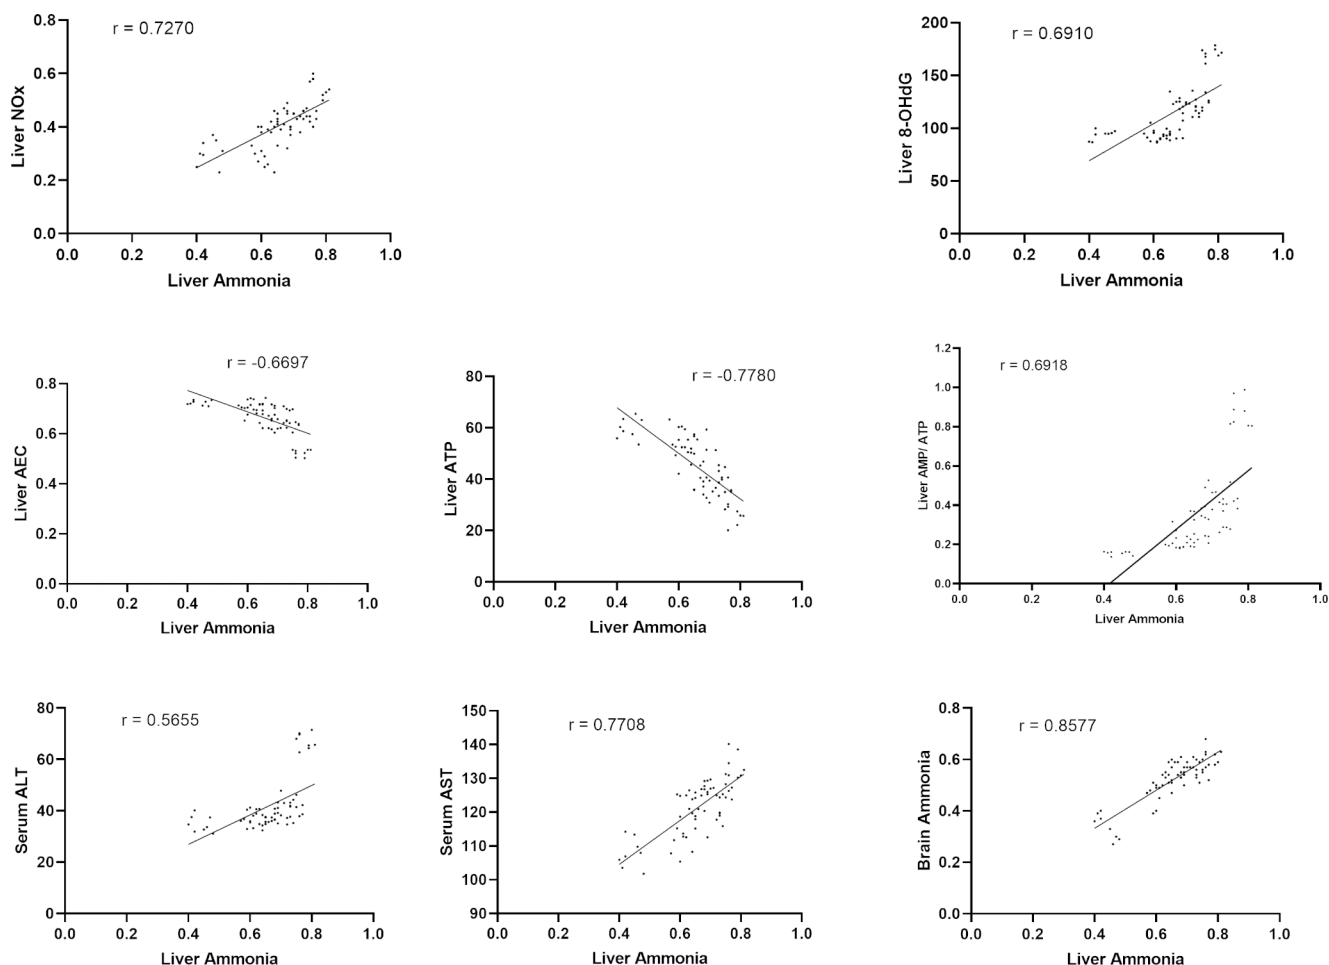 r = 0.7270
Liver NOx
0.8
0.6
0.4
0.2
0.0
0.0 0.2 0.4 0.6 0.8 1.0
Liver Ammonia
r = 0.6910
Liver 8-OHdG
200
150
100
50
0
0.0 0.2 0.4 0.6 0.8 1.0
Liver Ammonia
r = -0.6697
Liver AEC
0.8
0.6
0.4
0.2
0.0
0.0 0.2 0.4 0.6 0.8 1.0
Liver Ammonia
r = -0.7780
Liver ATP
80
60
40
20
0
0.0 0.2 0.4 0.6 0.8 1.0
Liver Ammonia
r = 0.6918
Liver AMP/ ATP
1.2
1.0
0.8
0.6
0.4
0.2
0.0
0.0 0.2 0.4 0.6 0.8 1.0
Liver Ammonia
r = 0.5655
Serum ALT
80
60
40
20
0
0.0 0.2 0.4 0.6 0.8 1.0
Liver Ammonia
r = 0.7708
Serum AST
150
140
130
120
110
100
90
0.0 0.2 0.4 0.6 0.8 1.0
Liver Ammonia
r = 0.8577
Brain Ammonia
0.8
0.6
0.4
0.2
0.0
0.0 0.2 0.4 0.6 0.8 1.0
Liver Ammonia